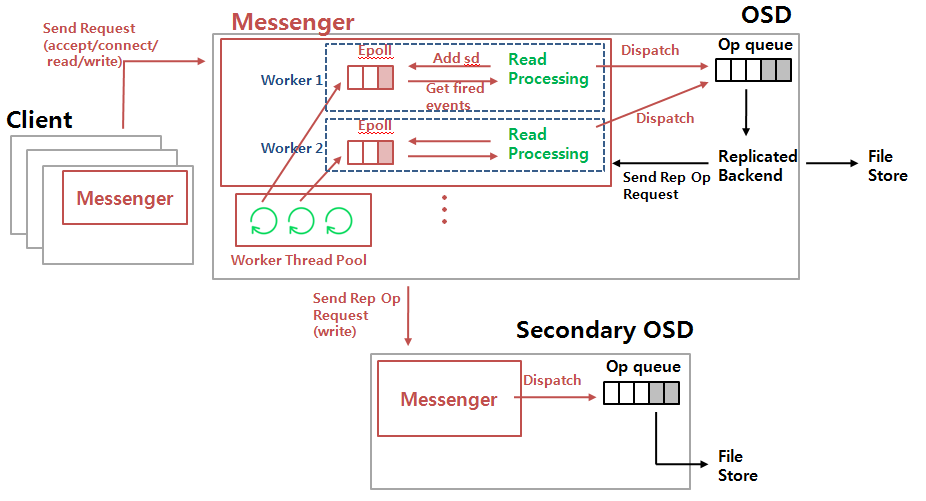 Send Request
(accept/connect/
read/write)
Messenger
OSD
Client
Messenger
Worker 1
Epoll
Add sd
Get fired
events
Read
Processing
Dispatch
Op queue
Worker 2
Epoll
Read
Processing
Dispatch
Replicated
Backend
File
Store
Send Rep Op
Request
Worker Thread Pool
Send Rep Op
Request
(write)
Secondary OSD
Messenger
Dispatch
Op queue
File
Store